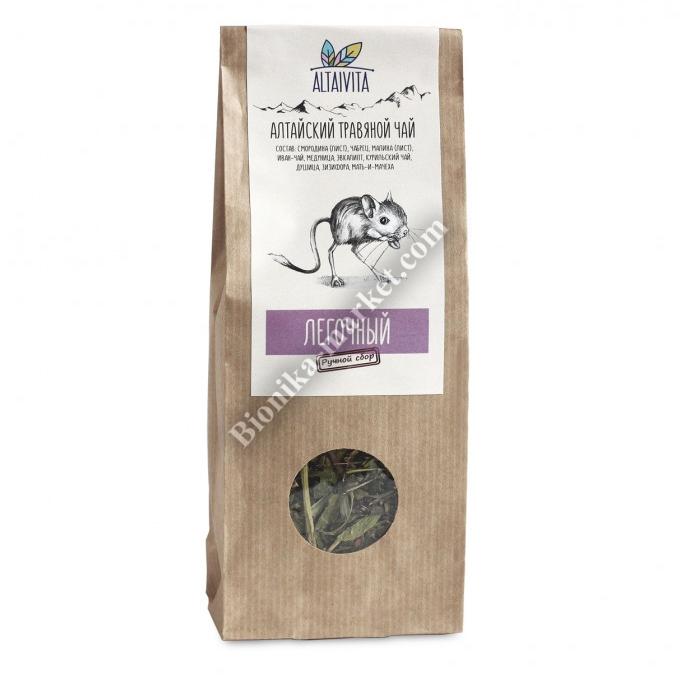 ALTAIVITA
АЛТАЙСКИЙ ТРАВЯНОЙ ЧАЙ
СОСТАВ: СМОРОДИНА (ЛИСТ), ЧАБРЕЦ, МАЛИНА (ЛИСТ),
ИВАН-ЧАЙ, МЕДУНИЦА, ЭВКАЛИПТ, КУРИЛЬСКИЙ ЧАЙ,
ДУШИЦА, ЗИЗИФОРА, МАТЬ-И-МАЧЕХА
ЛЕГОЧНЫЙ
Ручной сбор
Bionika-market.com